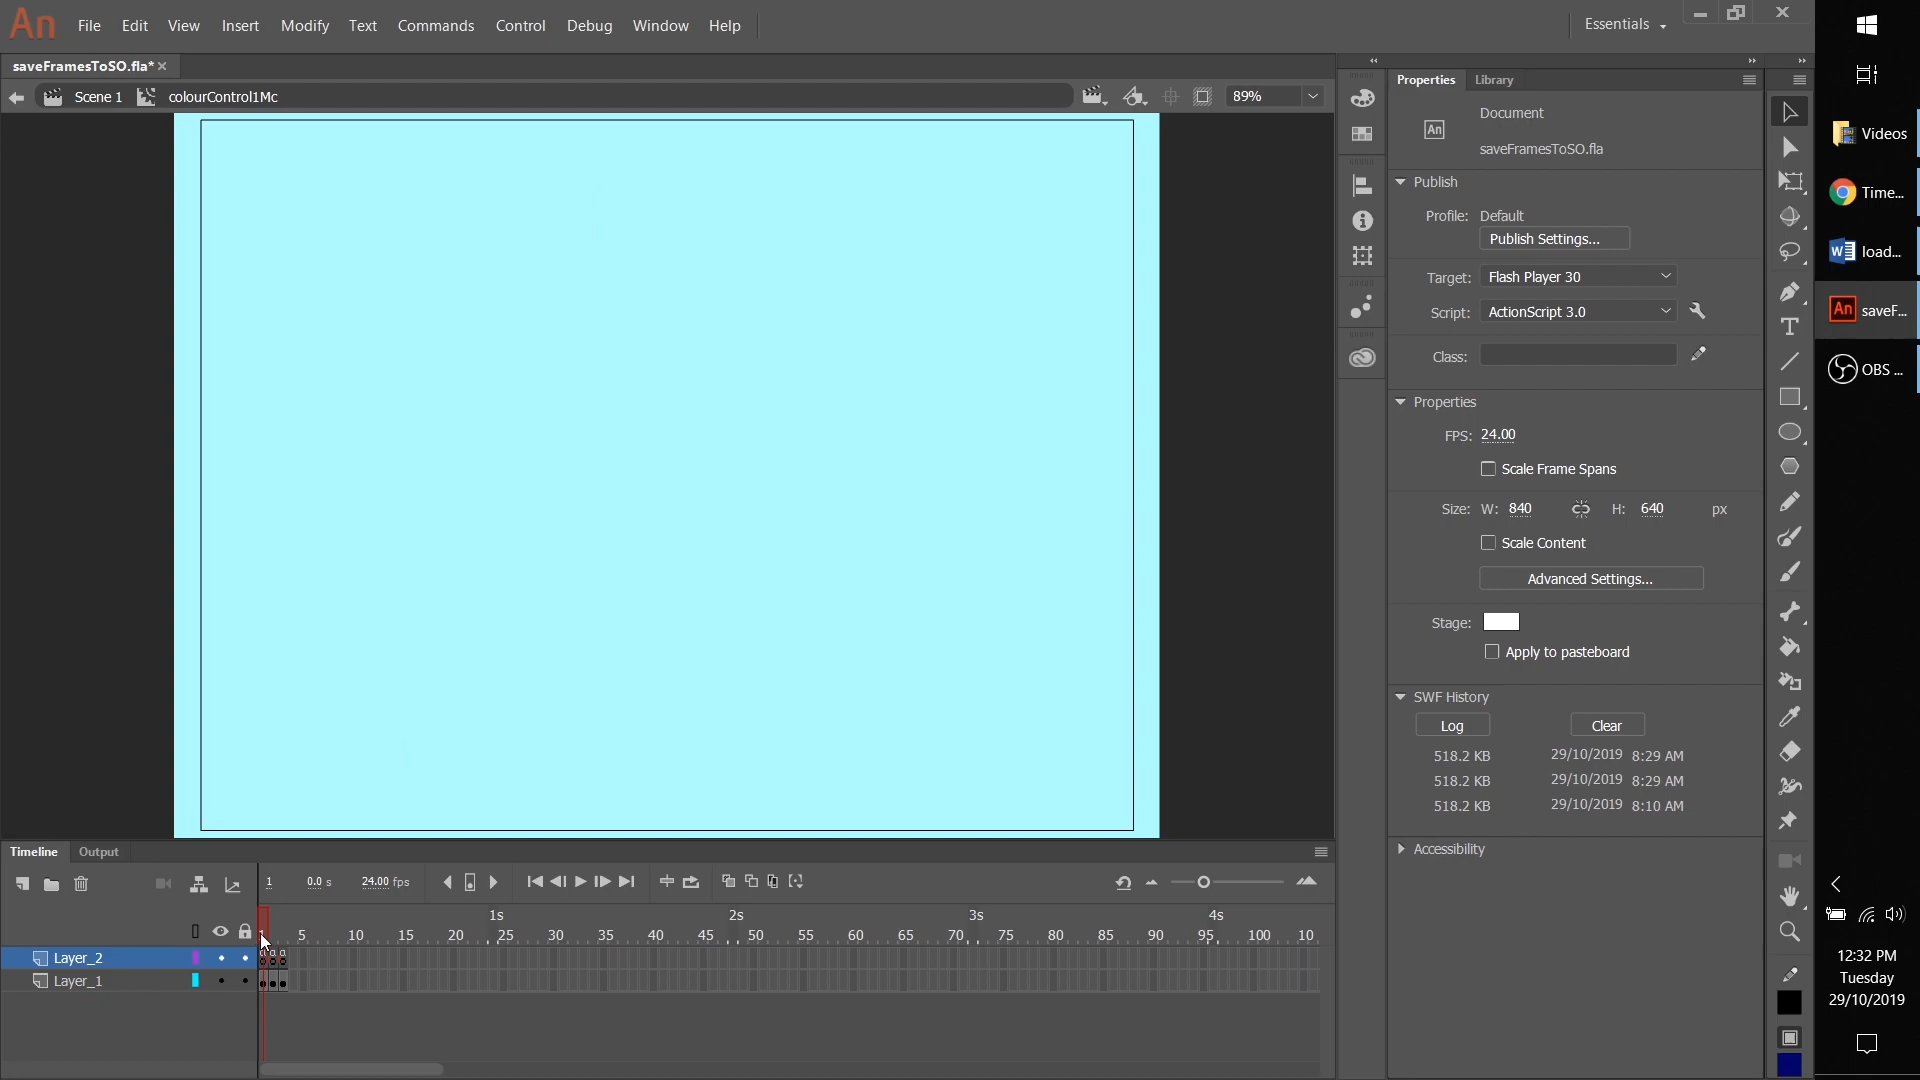 An File Edit View Insert Modify Text Commands Control Debug Window Help Essentials
saveFramesToSO.fla*
Scene 1 colourControl1Mc 89%
Properties Library
An
Document
saveFramesToSO.fla
Publish
Profile: Default
Publish Settings...
Target: Flash Player 30
Script: ActionScript 3.0
Class:
Properties
FPS: 24.00
Scale Frame Spans
Size: W: 840 H: 640 px
Scale Content
Advanced Settings...
Stage:
Apply to pasteboard
SWF History
Log Clear
518.2 KB 29/10/2019 8:29 AM
518.2 KB 29/10/2019 8:29 AM
518.2 KB 29/10/2019 8:10 AM
Accessibility
Timeline Output
1 0.0 s 24.00 fps
1s 2s 3s 4s
5 10 15 20 25 30 35 40 45 50 55 60 65 70 75 80 85 90 95 100 10
Layer_2
a a
Layer_1
Videos
Time...
W load...
An saveF...
OBS ...
12:32 PM
Tuesday
29/10/2019